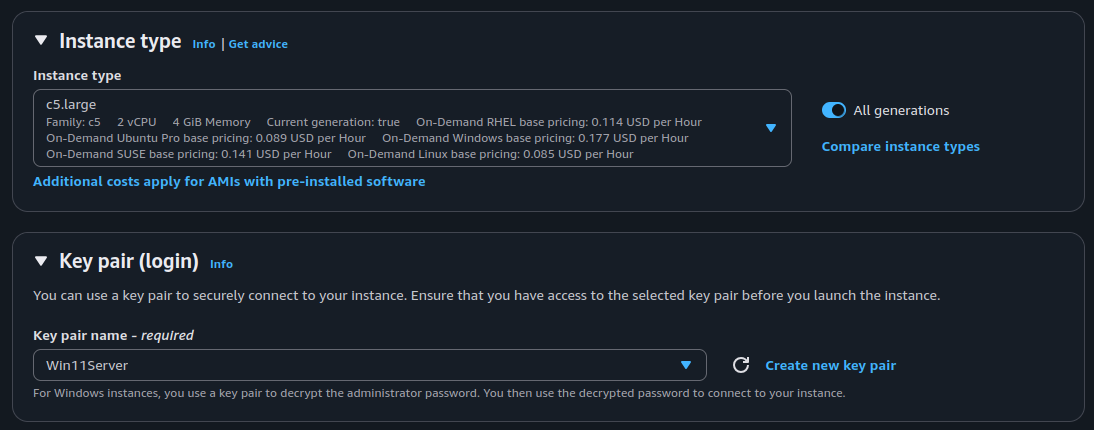 Instance type Info | Get advice
Instance type
c5.large
Family: c5 2 vCPU 4 GiB Memory Current generation: true On-Demand RHEL base pricing: 0.114 USD per Hour
On-Demand Ubuntu Pro base pricing: 0.089 USD per Hour On-Demand Windows base pricing: 0.177 USD per Hour
On-Demand SUSE base pricing: 0.141 USD per Hour On-Demand Linux base pricing: 0.085 USD per Hour
All generations
Compare instance types
Additional costs apply for AMIs with pre-installed software
Key pair (login) Info
You can use a key pair to securely connect to your instance. Ensure that you have access to the selected key pair before you launch the instance.
Key pair name - required
Win11Server
Create new key pair
For Windows instances, you use a key pair to decrypt the administrator password. You then use the decrypted password to connect to your instance.